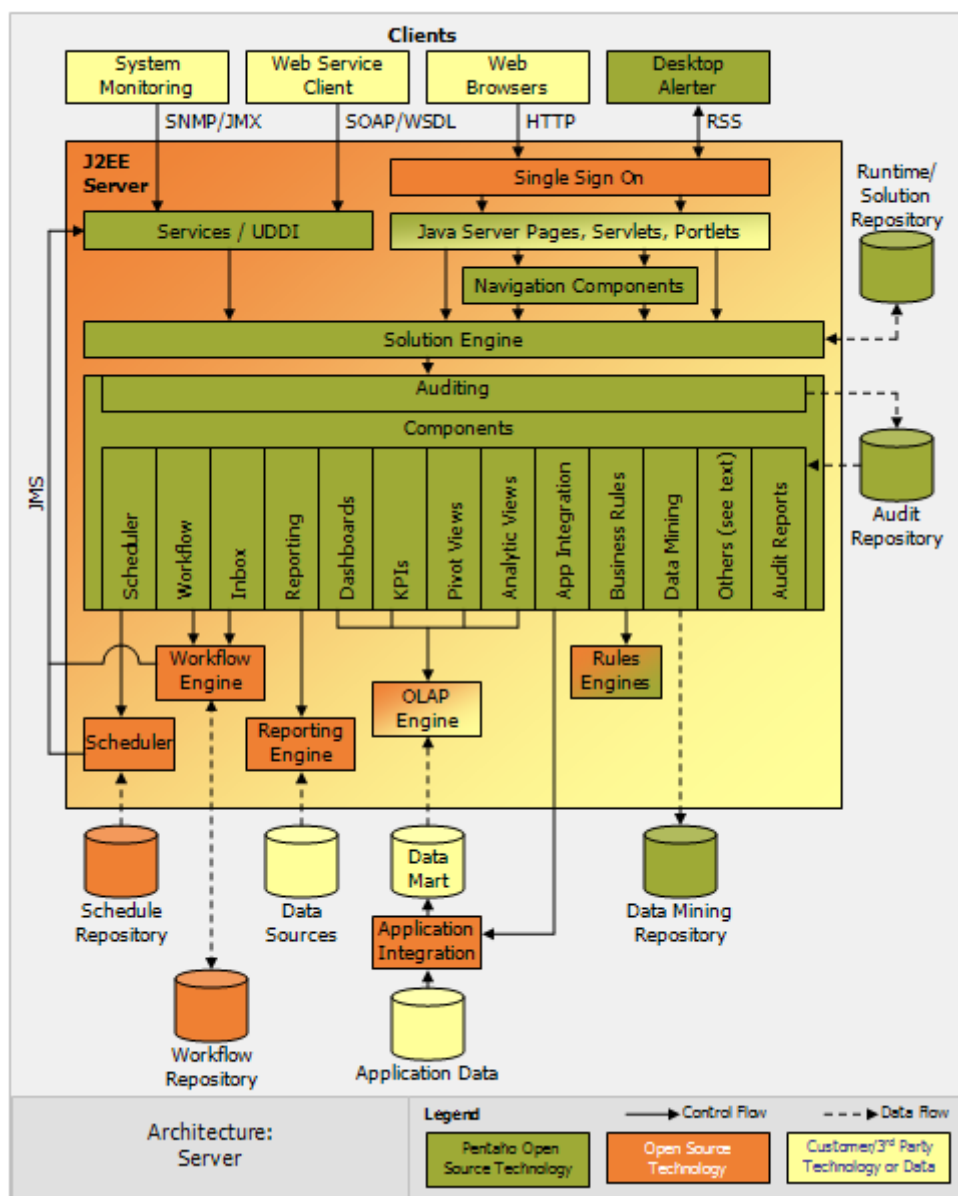 Clients
System
Monitoring
Web Service
Client
Web
Browsers
Desktop
Alerter
SNMP/JMX
SOAP/WSDL
HTTP
RSS
J2EE
Server
Single Sign On
Runtime/
Solution
Repository
Services / UDDI
Java Server Pages, Servlets, Portlets
Navigation Components
Solution Engine
Auditing
Components
JMS
Scheduler
Workflow
Inbox
Reporting
Dashboards
KPIs
Pivot Views
Analytic Views
App Integration
Business Rules
Data Mining
Others (see text)
Audit Reports
Audit
Repository
Workflow
Engine
Rules
Engines
OLAP
Engine
Scheduler
Reporting
Engine
Schedule
Repository
Data
Sources
Data
Mart
Data Mining
Repository
Application
Integration
Workflow
Repository
Application Data
Architecture:
Server
Legend
Control Flow
Data Flow
Pentaho Open
Source Technology
Open Source
Technology
Customer/3rd Party
Technology or Data